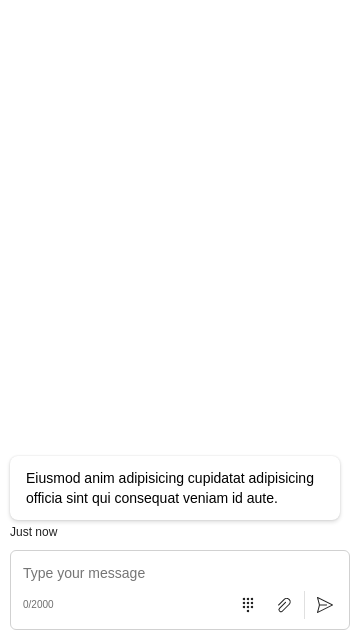 Eiusmod anim adipisicing cupidatat adipisicing
officia sint qui consequat veniam id aute.
Just now
Type your message
0/2000